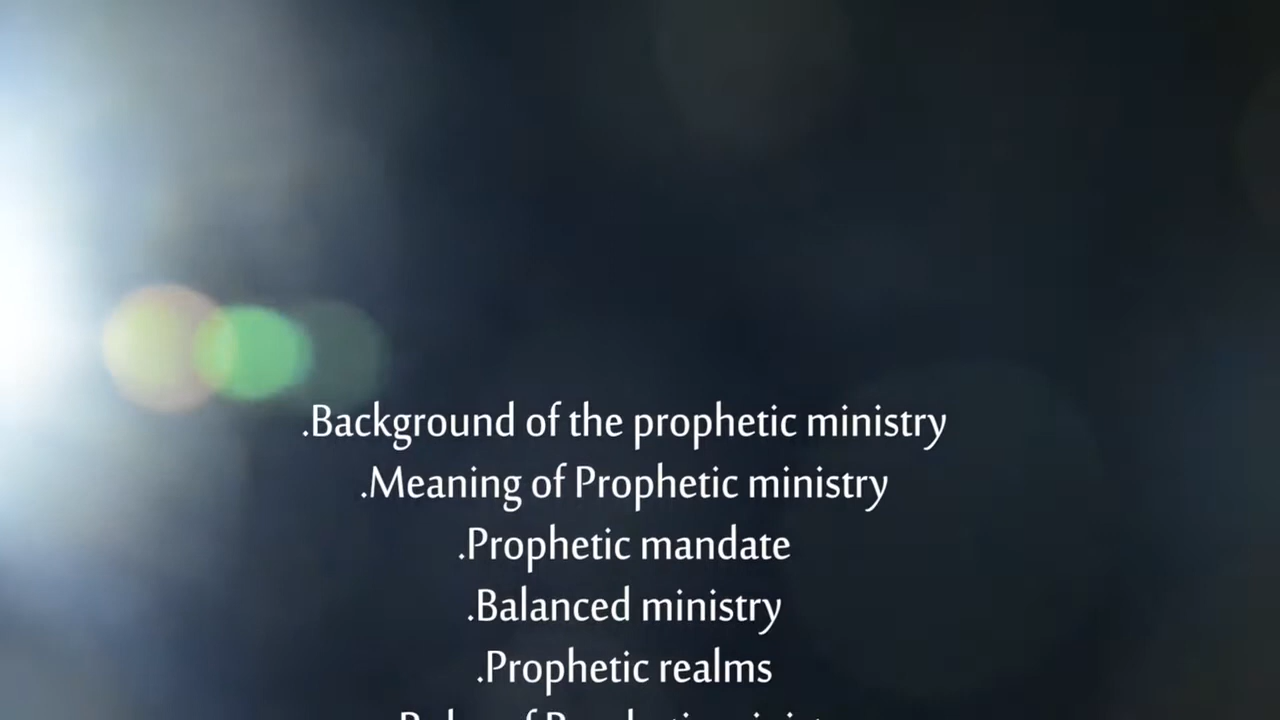 .Background of the prophetic ministry
.Meaning of Prophetic ministry
.Prophetic mandate
.Balanced ministry
.Prophetic realms